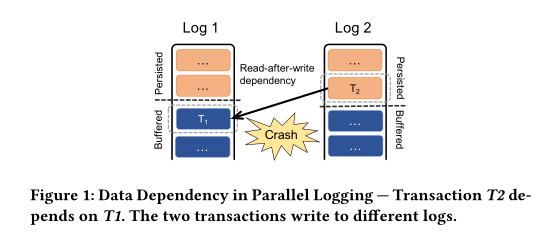 Log 1
Log 2
Persisted
...
...
Buffered
T1
...
Read-after-write
dependency
Crash
...
T2
...
...
Persisted
Buffered
Figure 1: Data Dependency in Parallel Logging — Transaction T2 de-
pends on T1. The two transactions write to different logs.